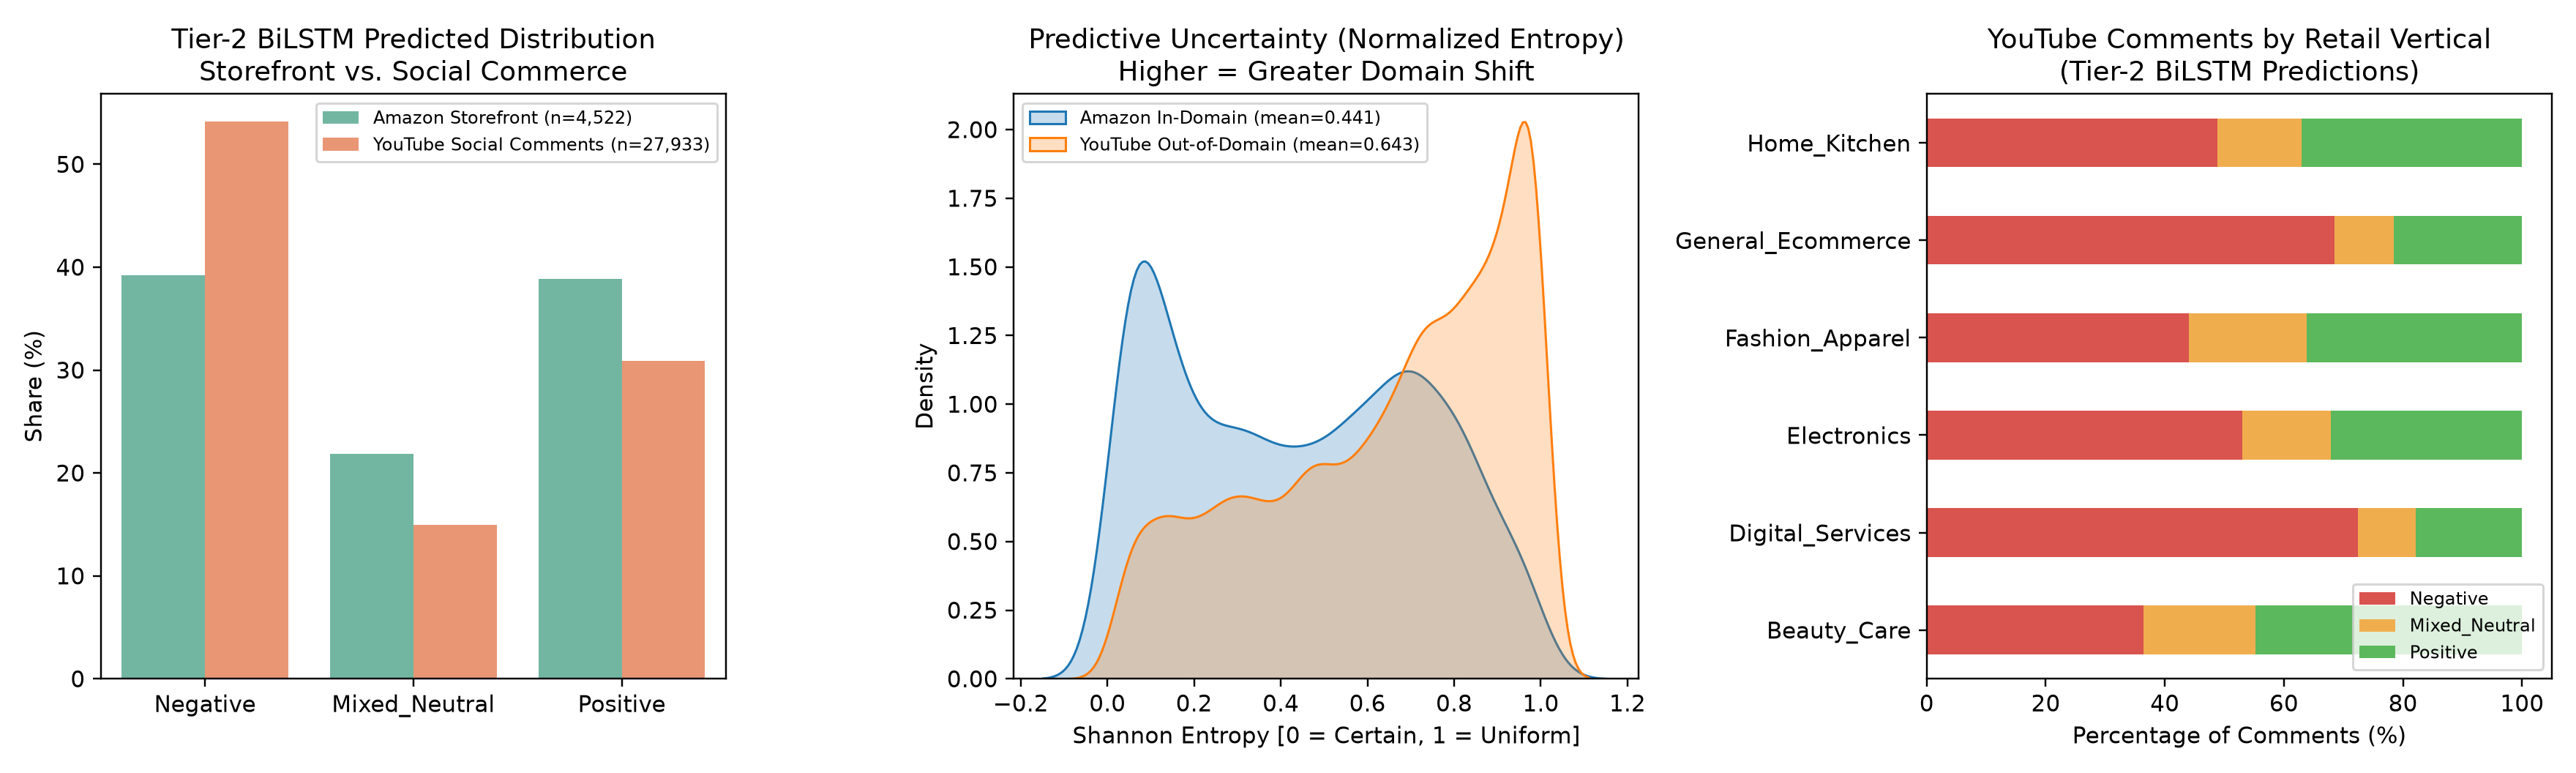 Tier-2 BiLSTM Predicted Distribution
Storefront vs. Social Commerce
Amazon Storefront (n=4,522)
YouTube Social Comments (n=27,933)
Share (%)
50
40
30
20
10
0
Negative
Mixed_Neutral
Positive
Predictive Uncertainty (Normalized Entropy)
Higher = Greater Domain Shift
Amazon In-Domain (mean=0.441)
YouTube Out-of-Domain (mean=0.643)
Density
2.00
1.75
1.50
1.25
1.00
0.75
0.50
0.25
0.00
−0.2
0.0
0.2
0.4
0.6
0.8
1.0
1.2
Shannon Entropy [0 = Certain, 1 = Uniform]
YouTube Comments by Retail Vertical
(Tier-2 BiLSTM Predictions)
Home_Kitchen
General_Ecommerce
Fashion_Apparel
Electronics
Digital_Services
Beauty_Care
Negative
Mixed_Neutral
Positive
0
20
40
60
80
100
Percentage of Comments (%)